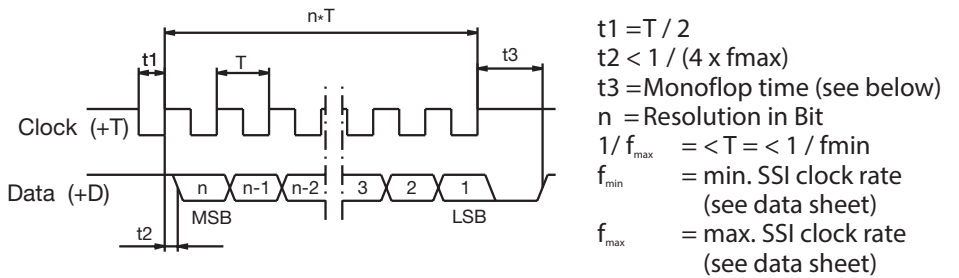 n*T
t1
T
t3
Clock (+T)
Data (+D)
n
n-1
n-2
3
2
1
MSB
LSB
t2
t1 =T / 2
t2 < 1 / (4 x fmax)
t3 =Monoflop time (see below)
n = Resolution in Bit
1/ fmax = < T = < 1 / fmin
fmin = min. SSI clock rate
(see data sheet)
fmax = max. SSI clock rate
(see data sheet)